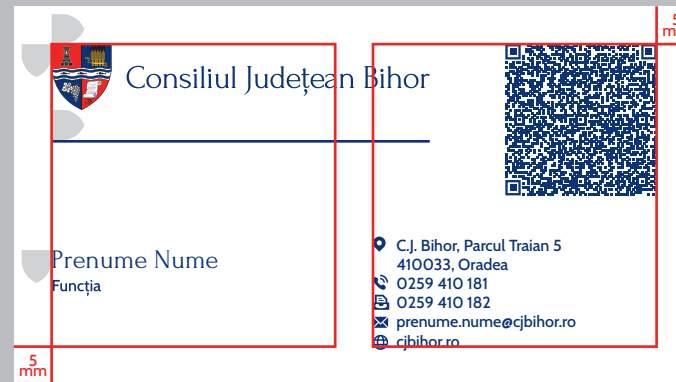 5
mm
Consiliul Județean Bihor
Prenume Nume
Funcția
C.J. Bihor, Parcul Traian 5
410033, Oradea
0259 410 181
0259 410 182
prenume.nume@cjbihor.ro
cjbihor.ro
5
mm